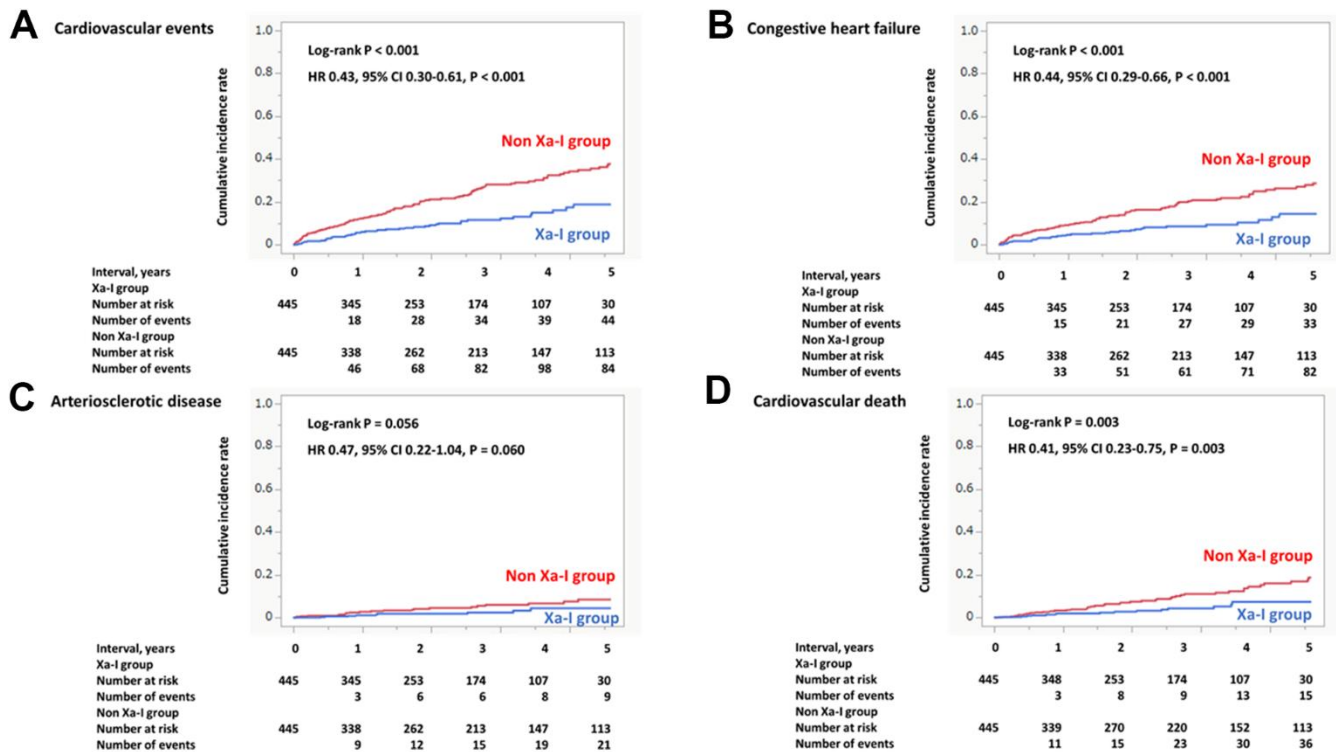 A Cardiovascular events
Cumulative incidence rate
1.0
0.8
0.6
0.4
0.2
0
Log-rank P < 0.001
HR 0.43, 95% CI 0.30-0.61, P < 0.001
Non Xa-I group
Xa-I group
Interval, years 0 1 2 3 4 5
Xa-I group
Number at risk 445 345 253 174 107 30
Number of events 18 28 34 39 44
Non Xa-I group
Number at risk 445 338 262 213 147 113
Number of events 46 68 82 98 84
B Congestive heart failure
Cumulative incidence rate
1.0
0.8
0.6
0.4
0.2
0
Log-rank P < 0.001
HR 0.44, 95% CI 0.29-0.66, P < 0.001
Non Xa-I group
Xa-I group
Interval, years 0 1 2 3 4 5
Xa-I group
Number at risk 445 345 253 174 107 30
Number of events 15 21 27 29 33
Non Xa-I group
Number at risk 445 338 262 213 147 113
Number of events 33 51 61 71 82
C Arteriosclerotic disease
Cumulative incidence rate
1.0
0.8
0.6
0.4
0.2
0
Log-rank P = 0.056
HR 0.47, 95% CI 0.22-1.04, P = 0.060
Non Xa-I group
Xa-I group
Interval, years 0 1 2 3 4 5
Xa-I group
Number at risk 445 345 253 174 107 30
Number of events 3 6 6 8 9
Non Xa-I group
Number at risk 445 338 262 213 147 113
Number of events 9 12 15 19 21
D Cardiovascular death
Cumulative incidence rate
1.0
0.8
0.6
0.4
0.2
0
Log-rank P = 0.003
HR 0.41, 95% CI 0.23-0.75, P = 0.003
Non Xa-I group
Xa-I group
Interval, years 0 1 2 3 4 5
Xa-I group
Number at risk 445 348 253 174 107 30
Number of events 3 8 9 13 15
Non Xa-I group
Number at risk 445 339 270 220 152 113
Number of events 11 15 23 30 36